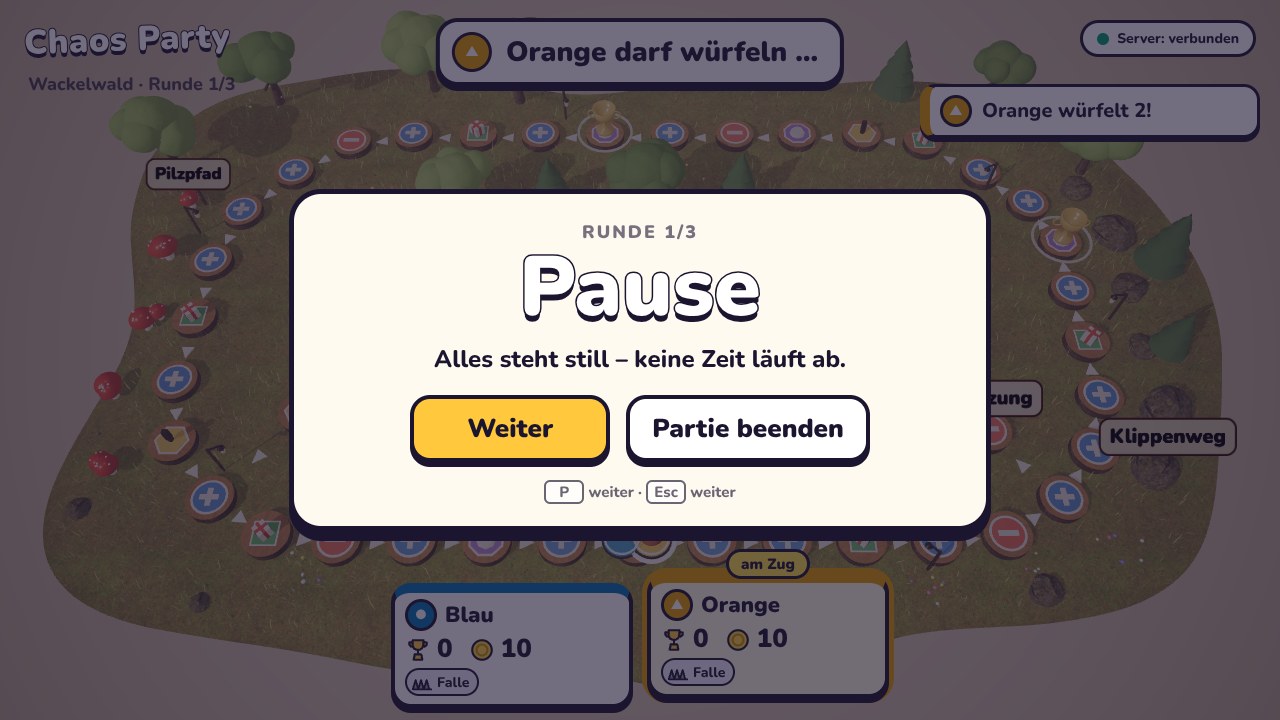 Chaos Party
Wackelwald · Runde 1/3
Orange darf würfeln ...
Server: verbunden
Orange würfelt 2!
Pilzpfad
RUNDE 1/3
Pause
Alles steht still – keine Zeit läuft ab.
Weiter
Partie beenden
P weiter · Esc weiter
Klippenweg
am Zug
Blau
0 10
Falle
Orange
0 10
Falle